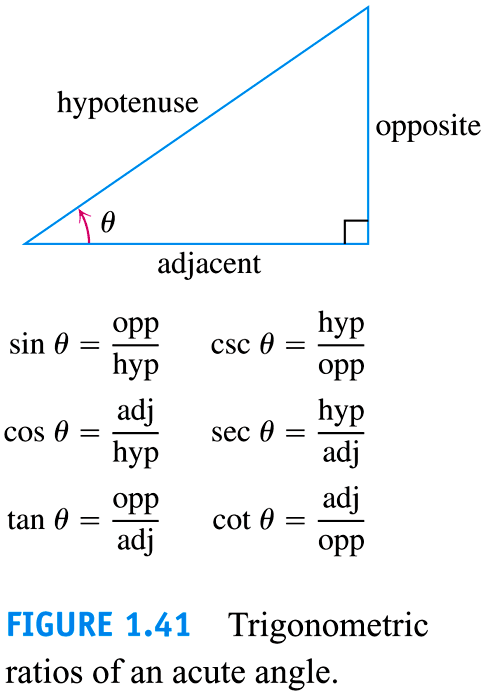 hypotenuse
opposite
θ
adjacent
sin θ = opp/hyp csc θ = hyp/opp
cos θ = adj/hyp sec θ = hyp/adj
tan θ = opp/adj cot θ = adj/opp
FIGURE 1.41 Trigonometric
ratios of an acute angle.